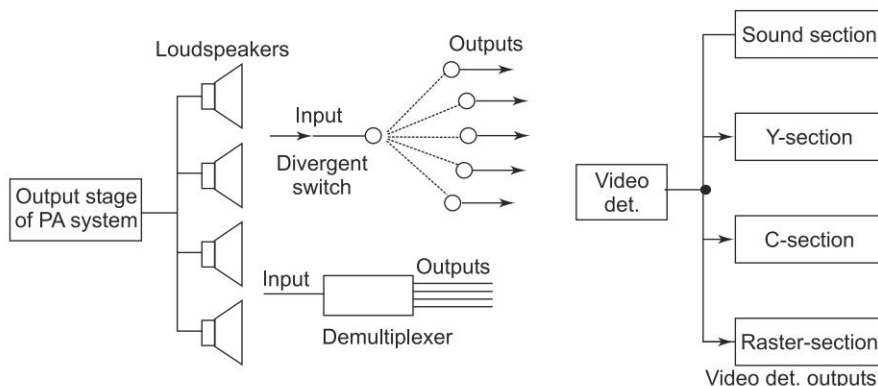 Loudspeakers
Output stage
of PA system
Outputs
Input
Divergent
switch
Input
Outputs
Demultiplexer
Video
det.
Sound section
Y-section
C-section
Raster-section
Video det. outputs